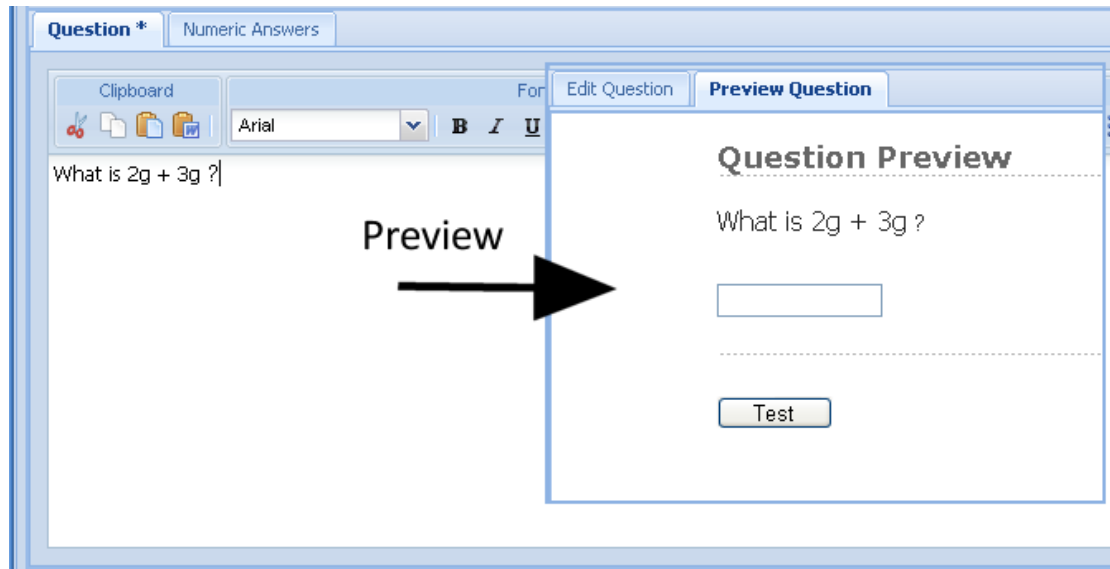 Question * Numeric Answers
Clipboard
Arial B I U
What is 2g + 3g ?
Preview
Edit Question Preview Question
Question Preview
What is 2g + 3g ?
Test